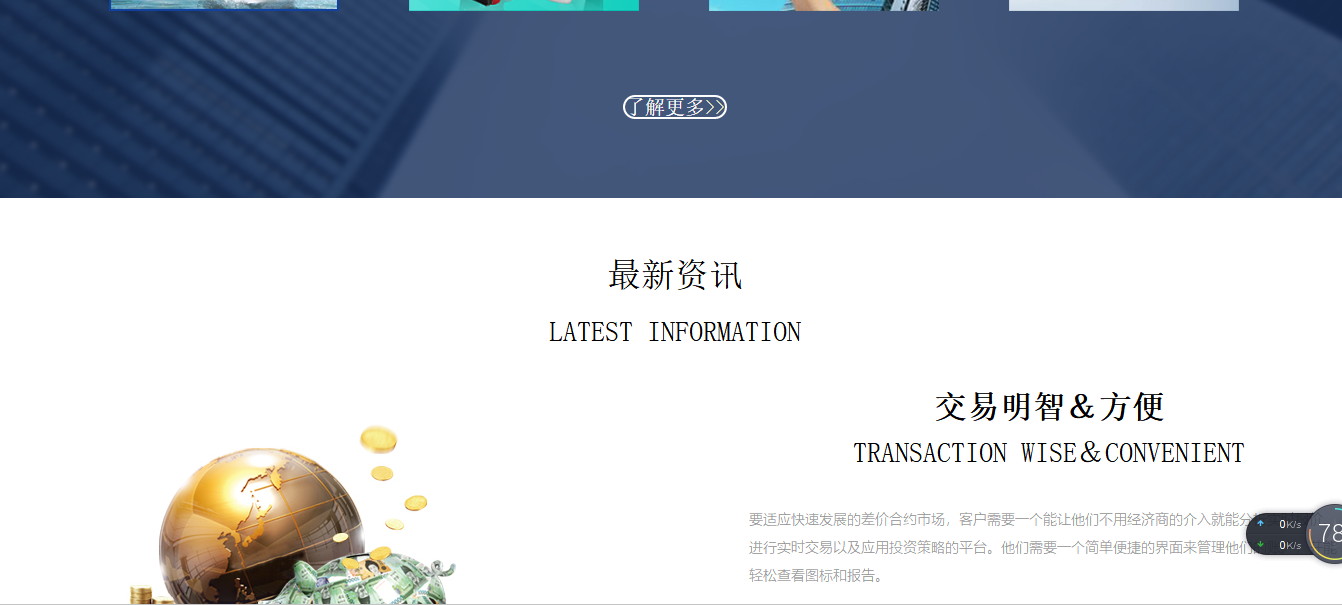 了解更多>>
最新资讯
LATEST INFORMATION
交易明智＆方便
TRANSACTION WISE＆CONVENIENT
要适应快速发展的差价合约市场，客户需要一个能让他们不用经济商的介入就能分
进行实时交易以及应用投资策略的平台。他们需要一个简单便捷的界面来管理他们
轻松查看图标和报告。
0K/s
0K/s
78